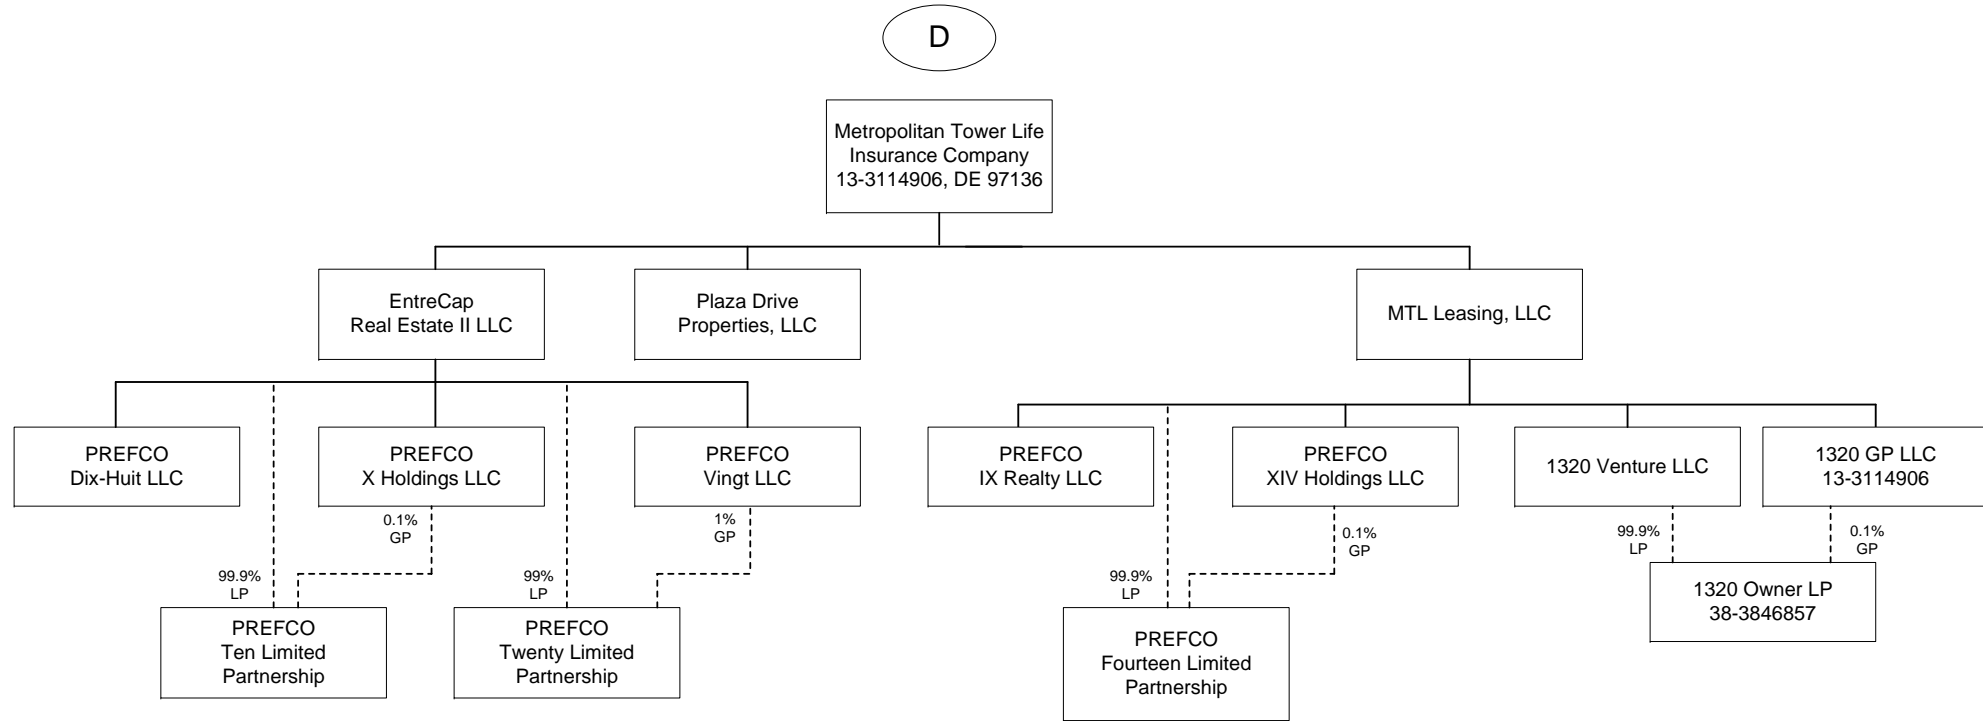 D
Metropolitan Tower Life
Insurance Company
13-3114906, DE 97136
EntreCap
Real Estate II LLC
Plaza Drive
Properties, LLC
MTL Leasing, LLC
PREFCO
Dix-Huit LLC
PREFCO
X Holdings LLC
PREFCO
Vingt LLC
PREFCO
IX Realty LLC
PREFCO
XIV Holdings LLC
1320 Venture LLC
1320 GP LLC
13-3114906
0.1%
GP
1%
GP
0.1%
GP
99.9%
LP
0.1%
GP
99.9%
LP
99%
LP
99.9%
LP
1320 Owner LP
38-3846857
PREFCO
Ten Limited
Partnership
PREFCO
Twenty Limited
Partnership
PREFCO
Fourteen Limited
Partnership